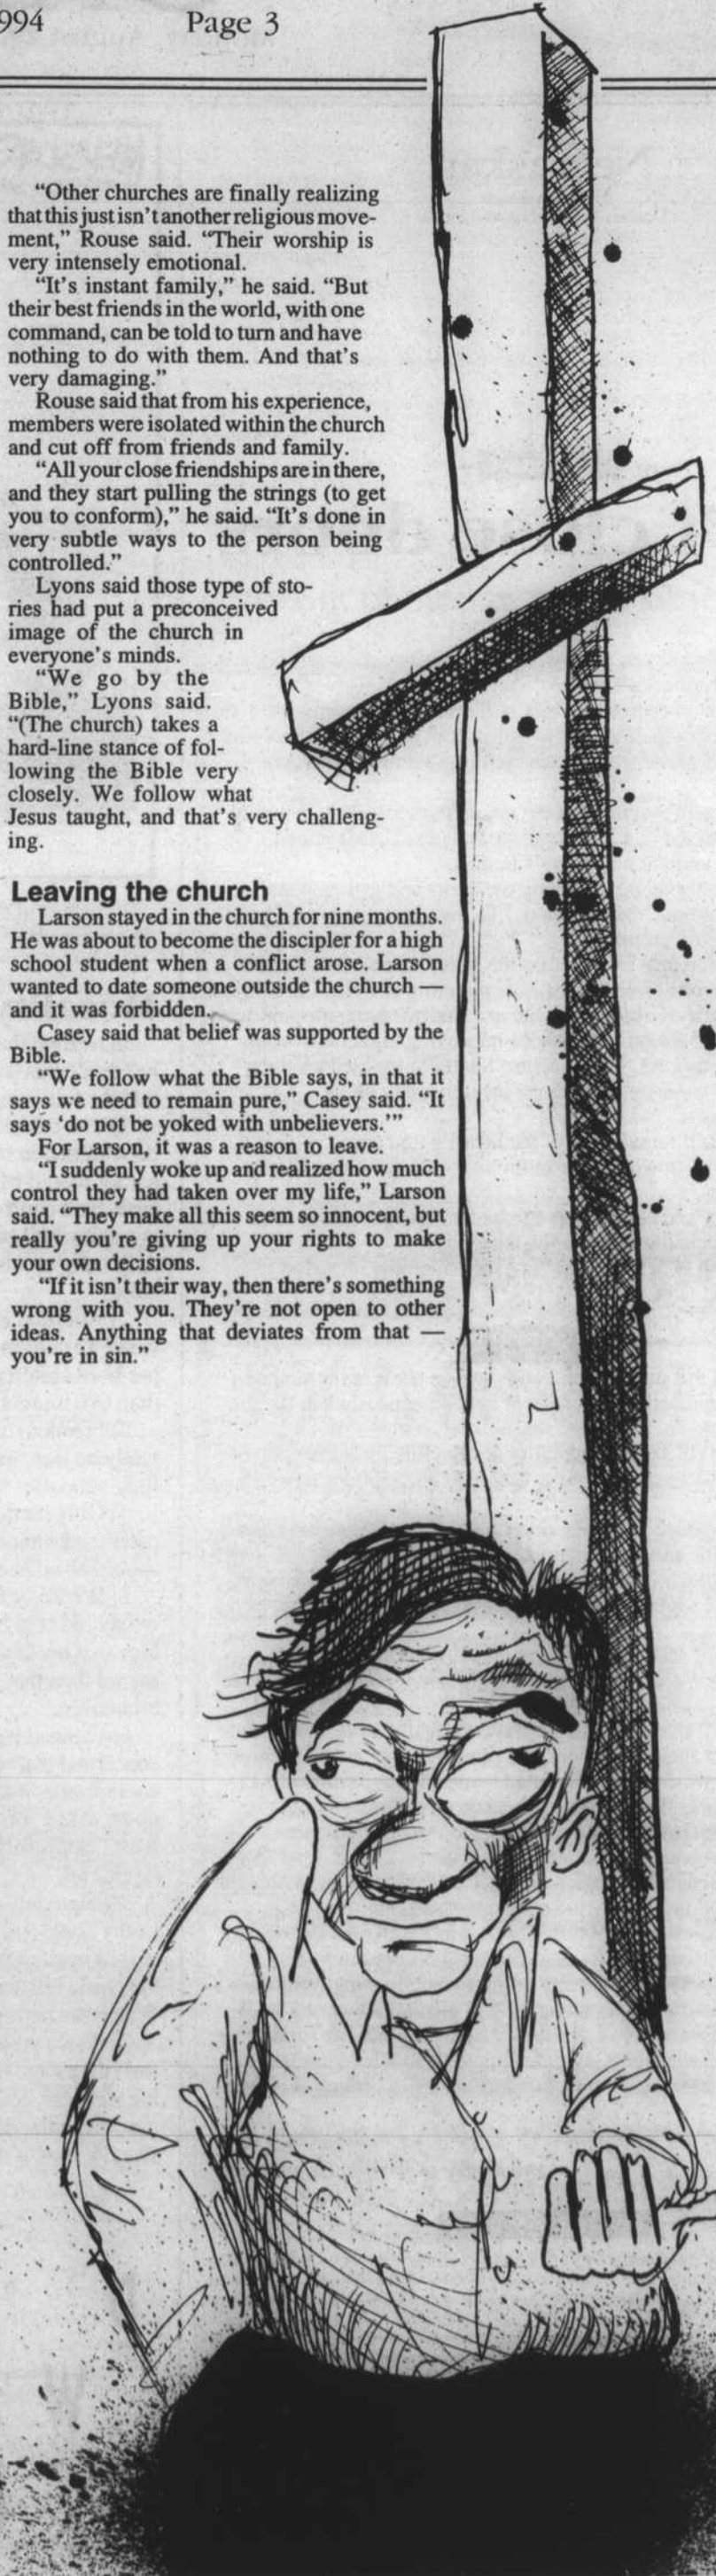 994 Page 3
“Other churches are finally realizing
that this just isn’t another religious move-
ment,” Rouse said. “Their worship is
very intensely emotional.
“It’s instant family,” he said. “But
their best friends in the world, with one
command, can be told to turn and have
nothing to do with them. And that’s
very damaging.”
Rouse said that from his experience,
members were isolated within the church
and cut off from friends and family.
“All your close friendships are in there,
and they start pulling the strings (to get
you to conform),” he said. “It’s done in
very subtle ways to the person being
controlled.”
Lyons said those type of sto-
ries had put a preconceived
image of the church in
everyone’s minds.
“We go by the
Bible,” Lyons said.
“(The church) takes a
hard-line stance of fol-
lowing the Bible very
closely. We follow what
Jesus taught, and that’s very challeng-
ing.
Leaving the church
Larson stayed in the church for nine months.
He was about to become the discipler for a high
school student when a conflict arose. Larson
wanted to date someone outside the church —
and it was forbidden.
Casey said that belief was supported by the
Bible.
“We follow what the Bible says, in that it
says we need to remain pure,” Casey said. “It
says ‘do not be yoked with unbelievers.’”
For Larson, it was a reason to leave.
“I suddenly woke up and realized how much
control they had taken over my life,” Larson
said. “They make all this seem so innocent, but
really you’re giving up your rights to make
your own decisions.
“If it isn’t their way, then there’s something
wrong with you. They’re not open to other
ideas. Anything that deviates from that —
you’re in sin.”